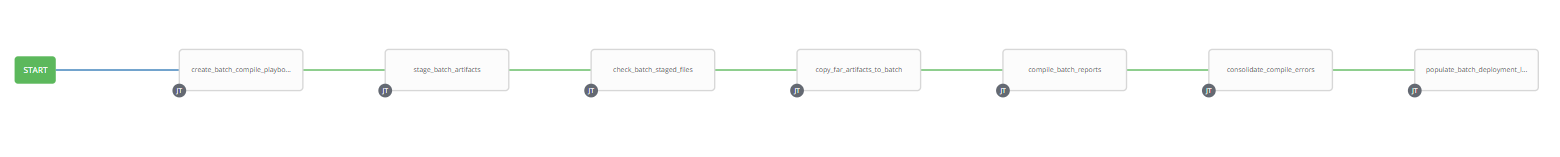 START
create_batch_compile_playbo...
JT
stage_batch_artifacts
JT
check_batch_staged_files
JT
copy_far_artifacts_to_batch
JT
compile_batch_reports
JT
consolidate_compile_errors
JT
populate_batch_deployment_i...
JT